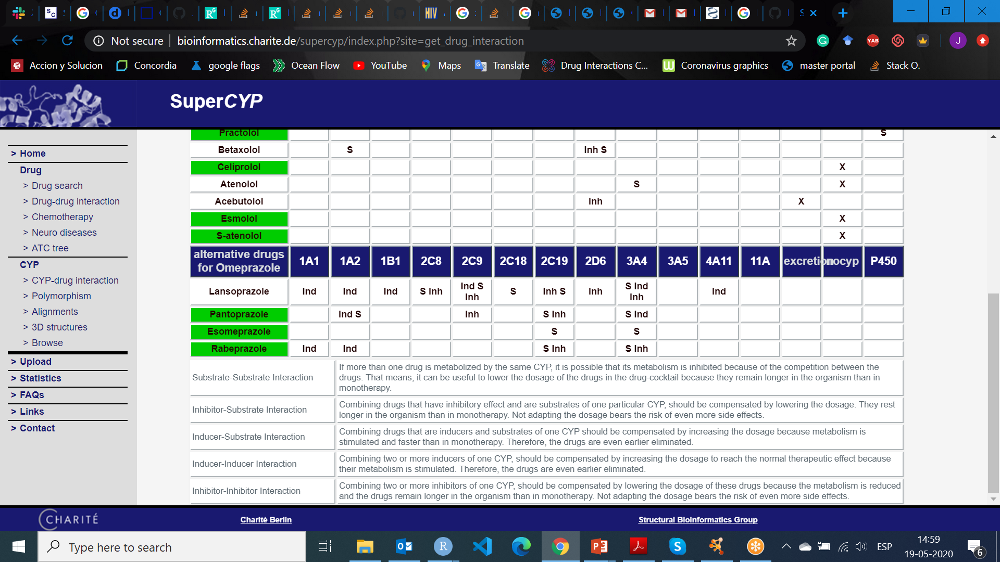 Not secure | bioinformatics.charite.de/supercyp/index.php?site=get_drug_interaction
YAB
J
Accion y Solucion
Concordia
google flags
Ocean Flow
YouTube
Maps
Translate
Drug Interactions C...
Coronavirus graphics
master portal
Stack O.
SuperCYP
> Home
Drug
> Drug search
> Drug-drug interaction
> Chemotherapy
> Neuro diseases
> ATC tree
CYP
> CYP-drug interaction
> Polymorphism
> Alignments
> 3D structures
> Browse
> Upload
> Statistics
> FAQs
> Links
> Contact
Practolol S
Betaxolol S Inh S
Celiprolol X
Atenolol S X
Acebutolol Inh X
Esmolol X
S-atenolol X
alternative drugs
for Omeprazole 1A1 1A2 1B1 2C8 2C9 2C18 2C19 2D6 3A4 3A5 4A11 11A excretion nocyp P450
Lansoprazole Ind Ind Ind S Inh Ind S Inh S Inh S Inh S Ind Inh Ind
Pantoprazole Ind S Inh S Inh S Ind
Esomeprazole S S
Rabeprazole Ind Ind S Inh S Inh
Substrate-Substrate Interaction
If more than one drug is metabolized by the same CYP, it is possible that its metabolism is inhibited because of the competition between the
drugs. That means, it can be useful to lower the dosage of the drugs in the drug-cocktail because they remain longer in the organism than in
monotherapy.
Inhibitor-Substrate Interaction
Combining drugs that have inhibitory effect and are substrates of one particular CYP, should be compensated by lowering the dosage. They rest
longer in the organism than in monotherapy. Not adapting the dosage bears the risk of even more side effects.
Inducer-Substrate Interaction
Combining drugs that are inducers and substrates of one CYP should be compensated by increasing the dosage because metabolism is
stimulated and faster than in monotherapy. Therefore, the drugs are even earlier eliminated.
Inducer-Inducer Interaction
Combining two or more inducers of one CYP, should be compensated by increasing the dosage to reach the normal therapeutic effect because
their metabolism is stimulated. Therefore, the drugs are even earlier eliminated.
Inhibitor-Inhibitor Interaction
Combining two or more inhibitors of one CYP, should be compensated by lowering the dosage of these drugs because the metabolism is reduced
and the drugs remain longer in the organism than in monotherapy. Not adapting the dosage bears the risk of even more side effects.
CHARITÉ
Charité Berlin
Structural Bioinformatics Group
Type here to search
ESP
14:59
19-05-2020
6